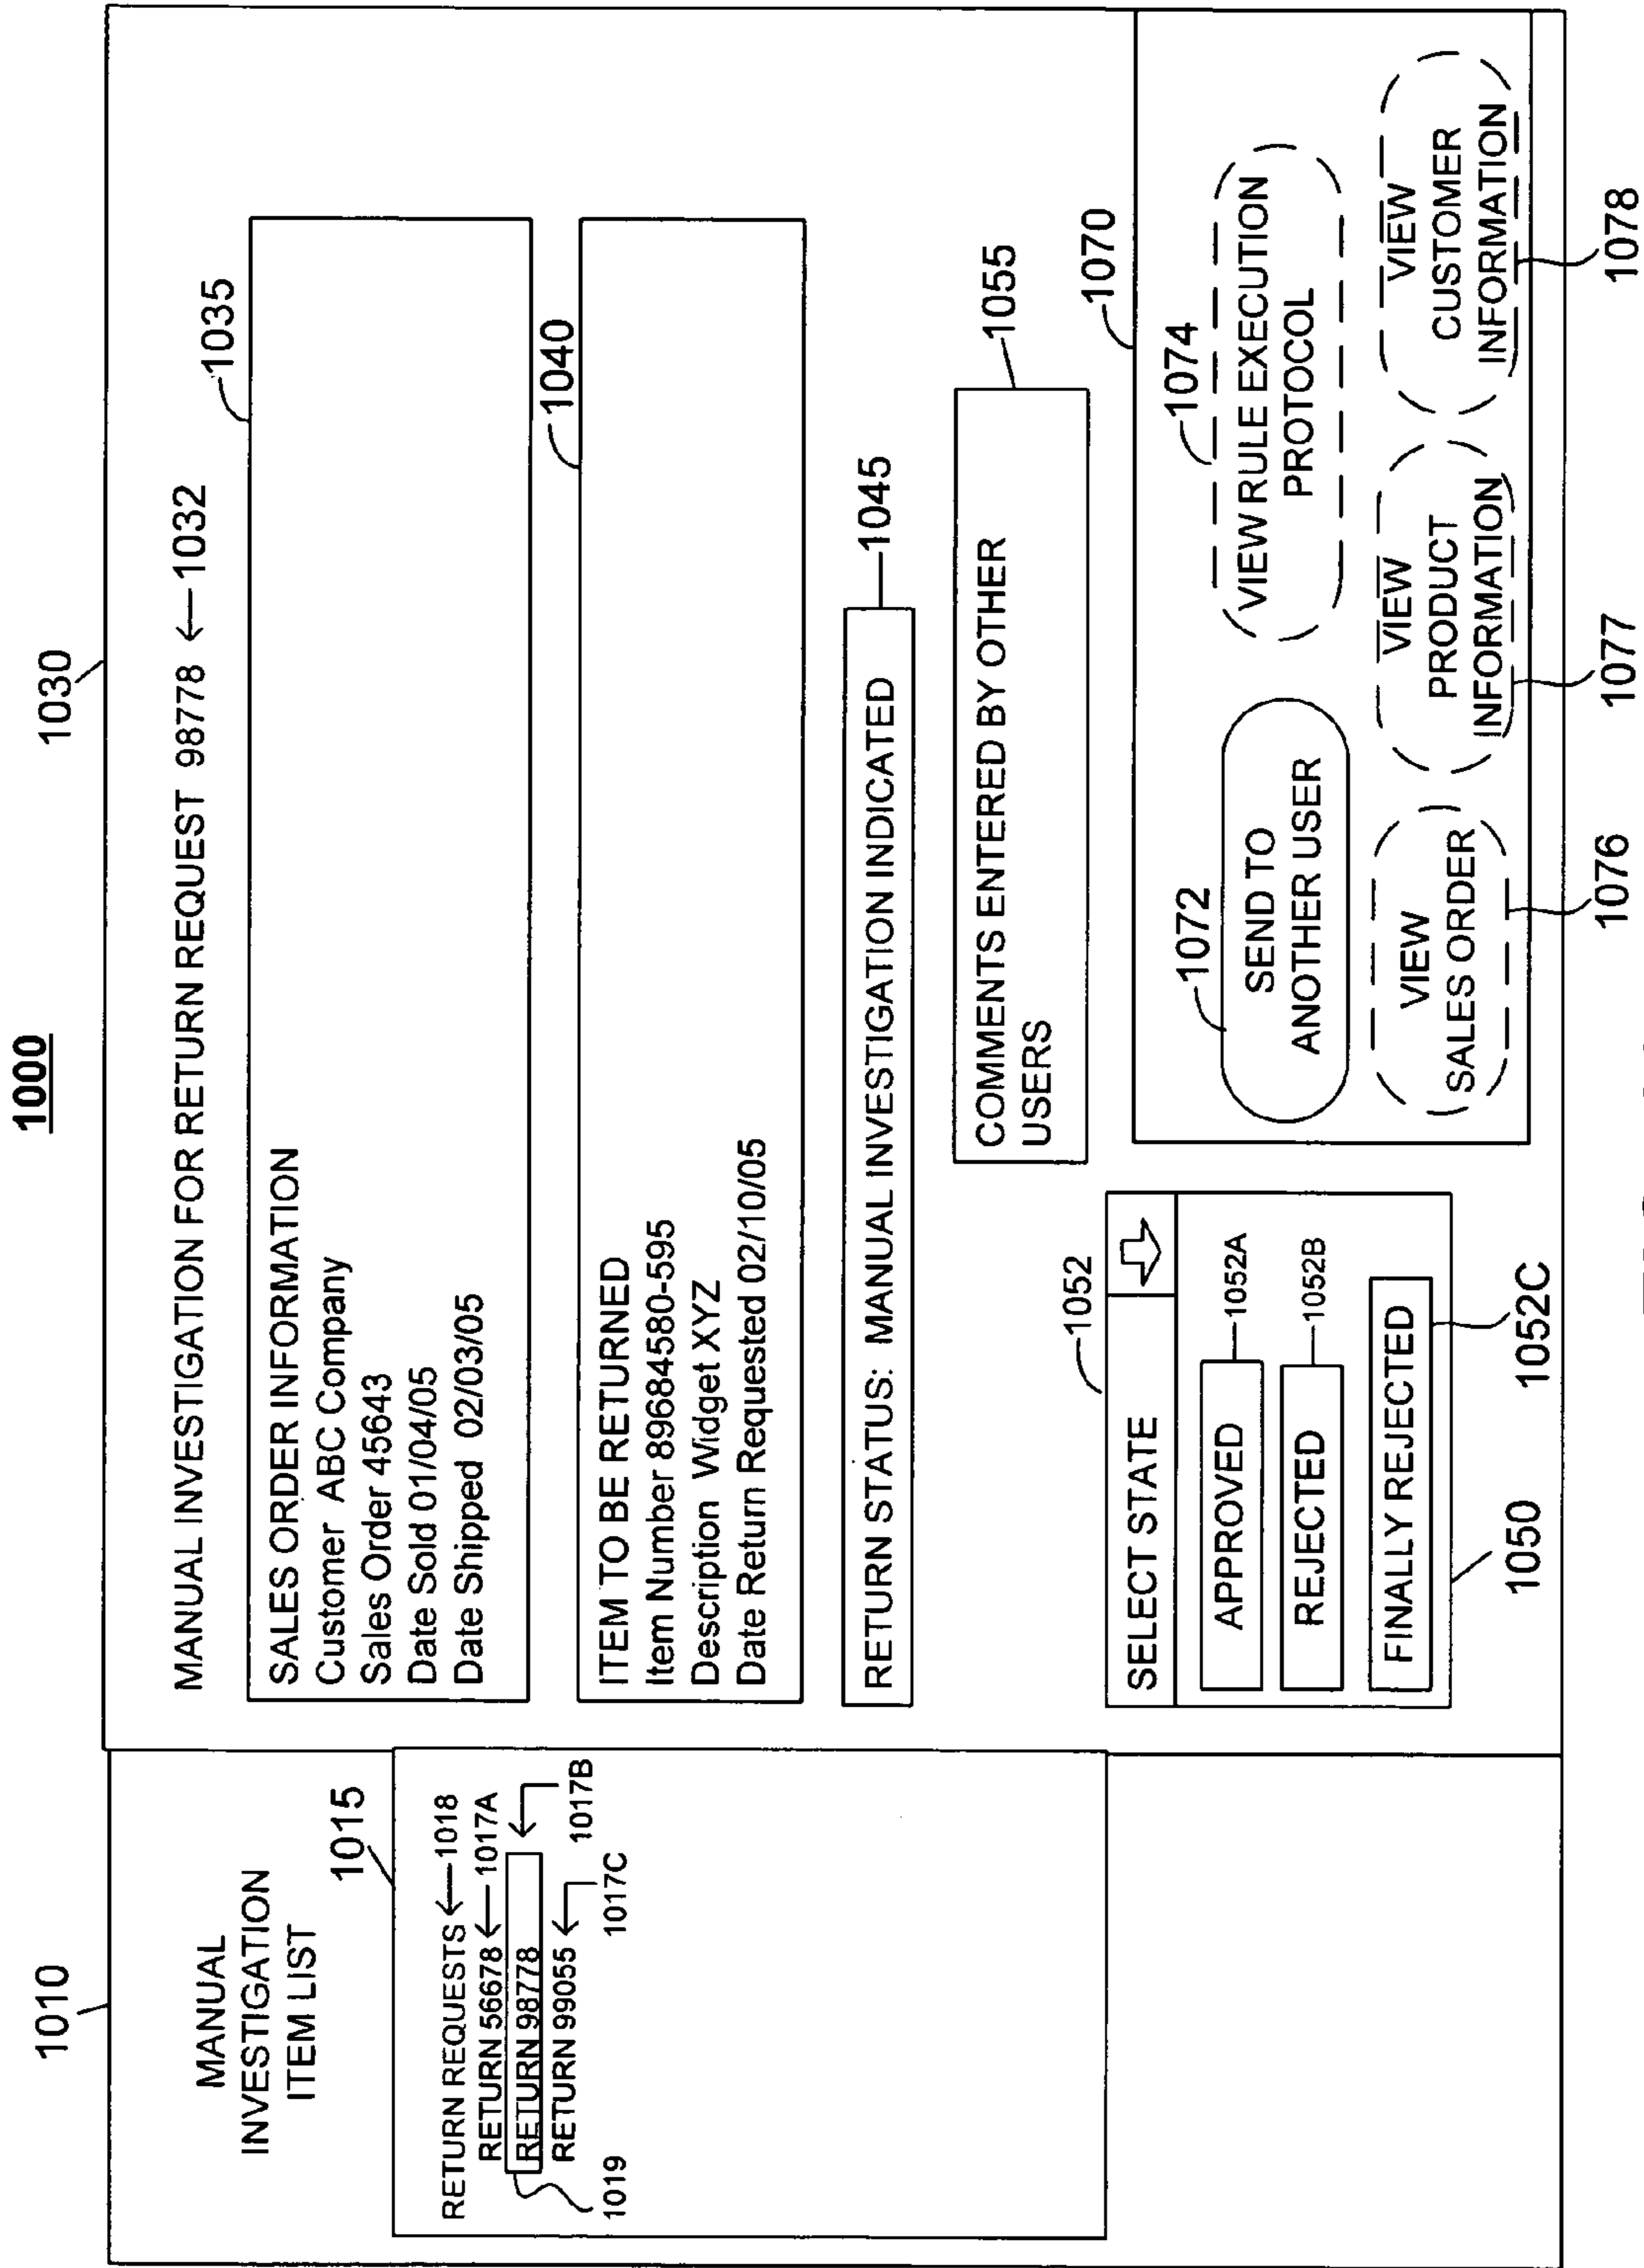 1000
1010
1030
MANUAL
INVESTIGATION
ITEM LIST
1015
RETURN REQUESTS
1018
RETURN 56678
1017A
RETURN 98778
1017B
RETURN 99055
1017C
1019
MANUAL INVESTIGATION FOR RETURN REQUEST 98778
1032
1035
SALES ORDER INFORMATION
Customer ABC Company
Sales Order 45643
Date Sold 01/04/05
Date Shipped 02/03/05
1040
ITEM TO BE RETURNED
Item Number 89684580-595
Description Widget XYZ
Date Return Requested 02/10/05
RETURN STATUS: MANUAL INVESTIGATION INDICATED
1045
COMMENTS ENTERED BY OTHER
USERS
1055
1052
SELECT STATE
APPROVED
1052A
REJECTED
1052B
FINALLY REJECTED
1052C
1050
1070
1072
SEND TO
ANOTHER USER
1074
VIEW RULE EXECUTION
PROTOCOL
VIEW
SALES ORDER
1076
VIEW
PRODUCT
INFORMATION
1077
VIEW
CUSTOMER
INFORMATION
1078